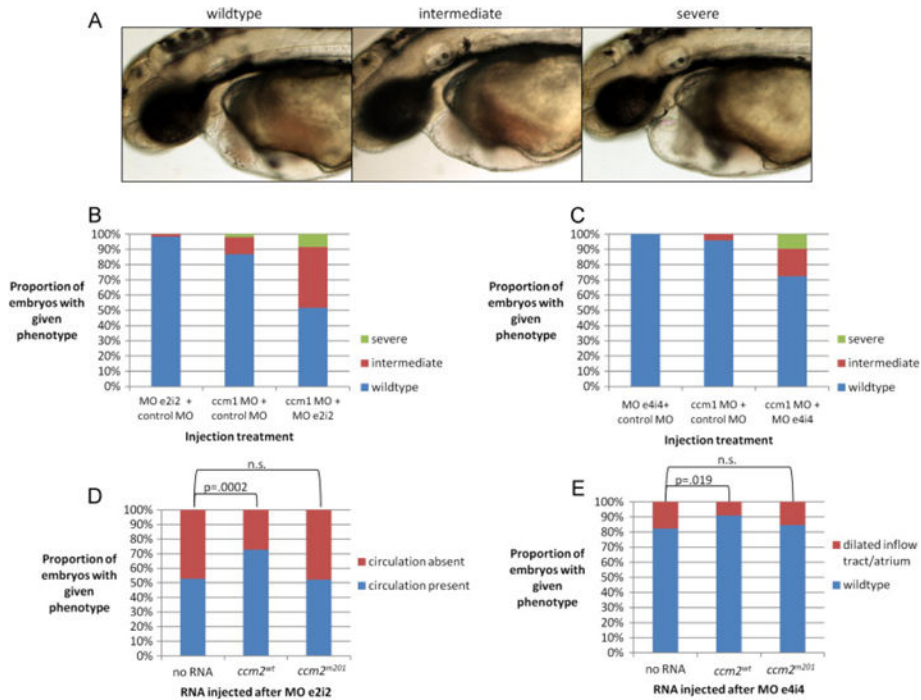 A
wildtype
intermediate
severe
B
Proportion of
embryos with
given
phenotype
100%
90%
80%
70%
60%
50%
40%
30%
20%
10%
0%
MO e2i2 +
control MO
ccm1 MO +
control MO
ccm1 MO +
MO e2i2
Injection treatment
severe
intermediate
wildtype
C
Proportion of
embryos with
given
phenotype
100%
90%
80%
70%
60%
50%
40%
30%
20%
10%
0%
MO e4i4+
control MO
ccm1 MO +
control MO
ccm1 MO +
MO e4i4
Injection treatment
severe
intermediate
wildtype
D
n.s.
p=.0002
Proportion of
embryos with
given
phenotype
100%
90%
80%
70%
60%
50%
40%
30%
20%
10%
0%
no RNA
ccm2wt
ccm2m201
RNA injected after MO e2i2
circulation absent
circulation present
E
n.s.
p=.019
Proportion of
embryos with
given
phenotype
100%
90%
80%
70%
60%
50%
40%
30%
20%
10%
0%
no RNA
ccm2wt
ccm2m201
RNA injected after MO e4i4
dilated inflow
tract/atrium
wildtype